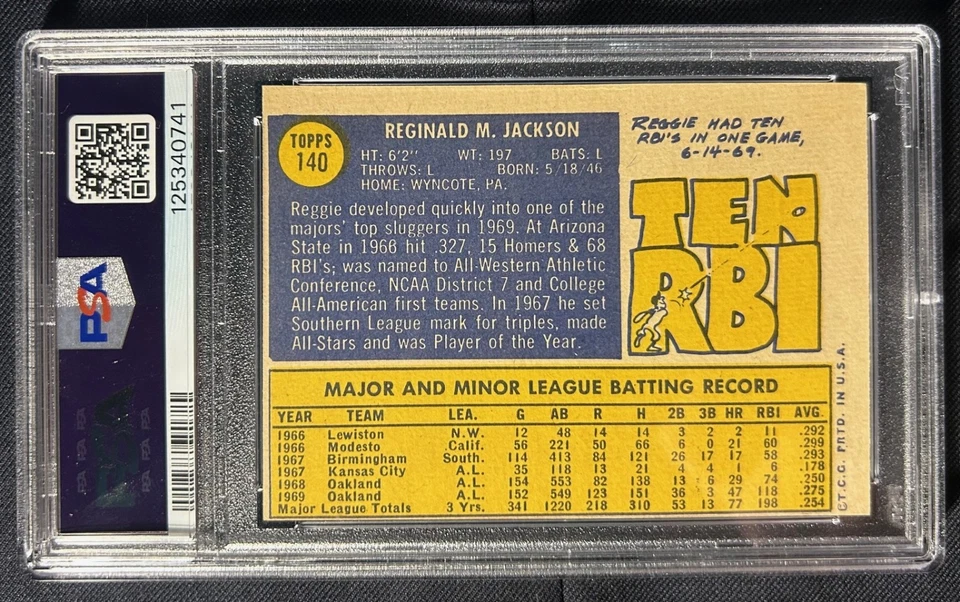 125340741
PSA
TOPPS
140
REGINALD M. JACKSON
HT: 6'2" WT: 197 BATS: L
THROWS: L BORN: 5/18/46
HOME: WYNCOTE, PA.
Reggie developed quickly into one of the
majors' top sluggers in 1969. At Arizona
State in 1966 hit .327, 15 Homers & 68
RBI's; was named to All-Western Athletic
Conference, NCAA District 7 and College
All-American first teams. In 1967 he set
Southern League mark for triples, made
All-Stars and was Player of the Year.
REGGIE HAD TEN
RBI'S IN ONE GAME,
6-14-69.
TEN
RBI
MAJOR AND MINOR LEAGUE BATTING RECORD
YEAR TEAM LEA. G AB R H 2B 3B HR RBI AVG.
1966 Lewiston N.W. 12 48 14 14 3 2 2 11 .292
1966 Modesto Calif. 56 221 50 66 6 0 21 60 .299
1967 Birmingham South. 114 413 84 121 26 17 17 58 .293
1967 Kansas City A.L. 35 118 13 21 4 4 1 6 .178
1968 Oakland A.L. 154 553 82 138 13 6 29 74 .250
1969 Oakland A.L. 152 549 123 151 36 3 47 118 .275
Major League Totals 3 Yrs. 341 1220 218 310 53 13 77 198 .254
©T.C.G. PRTD. IN U.S.A.